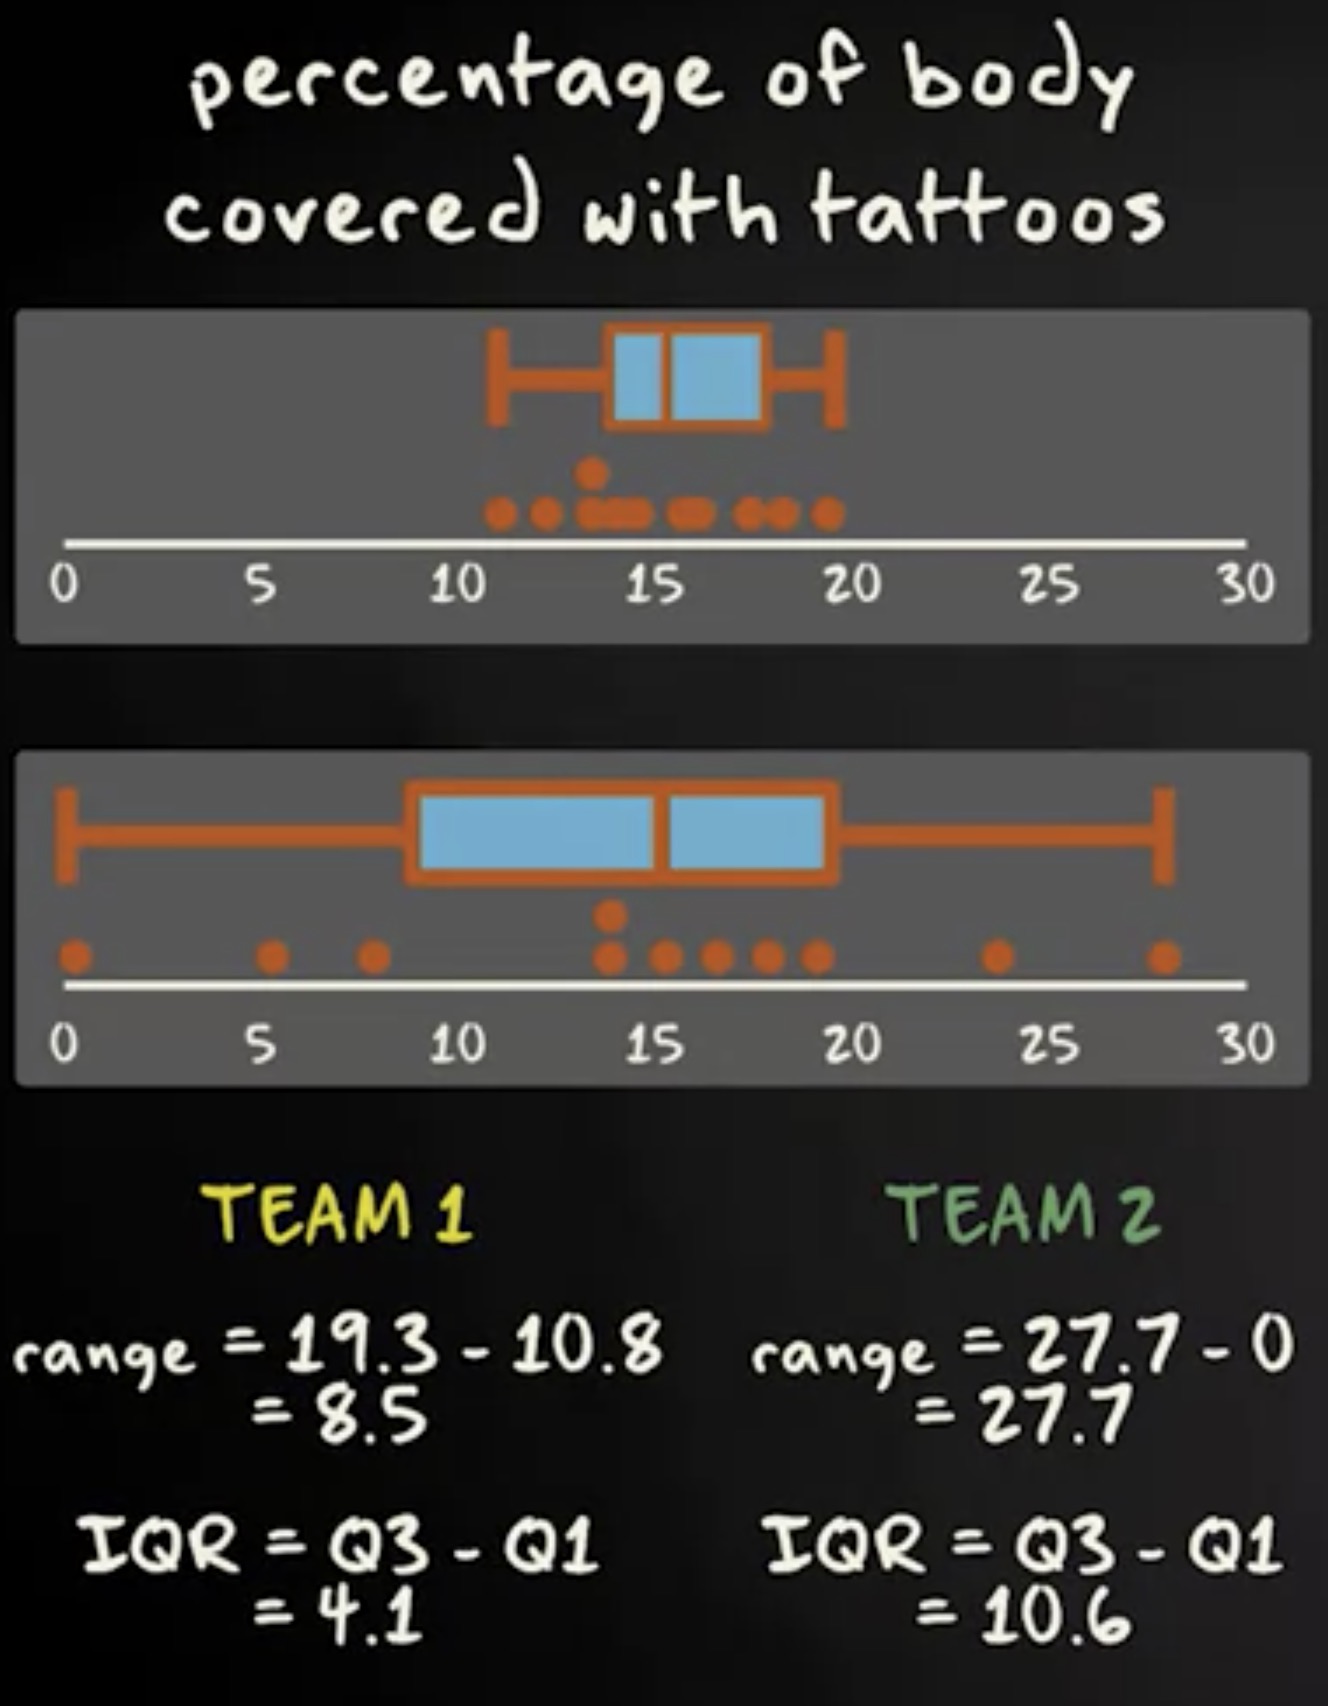 percentage of body
covered with tattoos
0 5 10 15 20 25 30
0 5 10 15 20 25 30
TEAM 1
range = 19.3 - 10.8
= 8.5
IQR = Q3 - Q1
= 4.1
TEAM 2
range = 27.7 - 0
= 27.7
IQR = Q3 - Q1
= 10.6